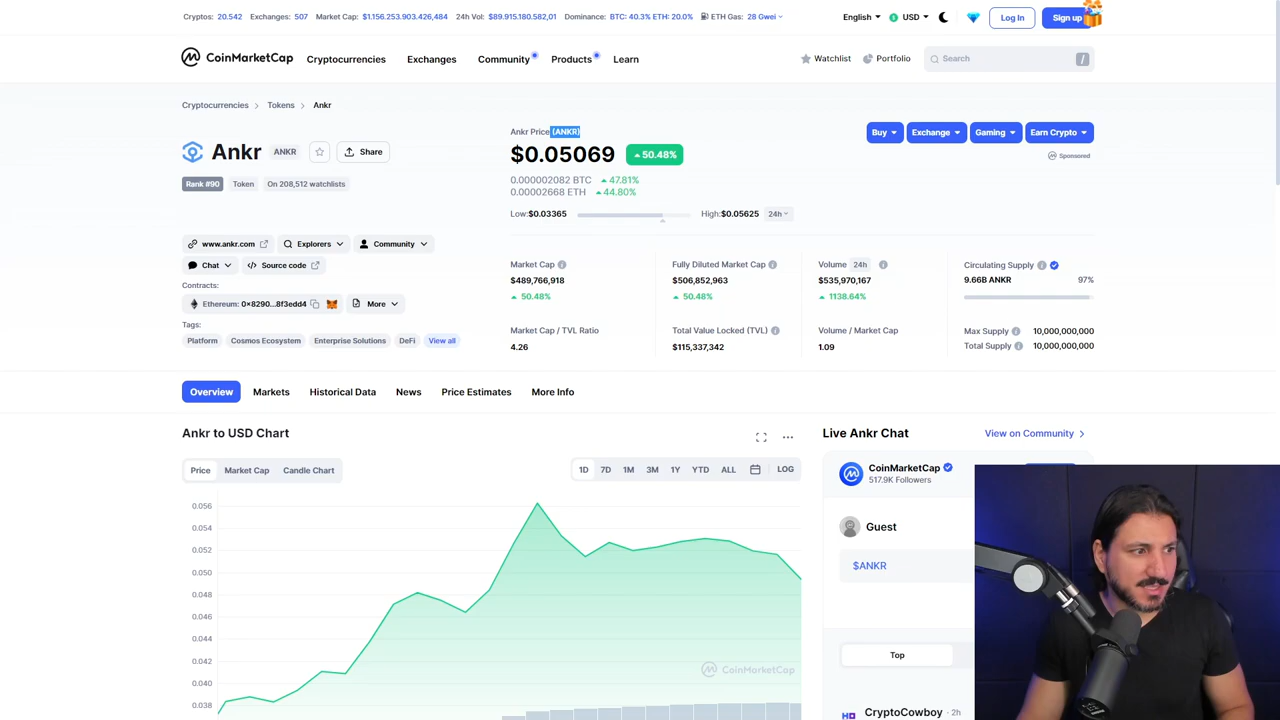 Cryptos: 20.542 Exchanges: 507 Market Cap: $1.156.253.903.426,484 24h Vol: $89.915.180.582,01 Dominance: BTC: 40.3% ETH: 20.0% ETH Gas: 28 Gwei English USD Log In Sign up
CoinMarketCap Cryptocurrencies Exchanges Community Products Learn Watchlist Portfolio Search /
Cryptocurrencies > Tokens > Ankr
Ankr Price (ANKR)
Buy Exchange Gaming Earn Crypto
Ankr ANKR Share
$0.05069 50.48%
Sponsored
Rank #90 Token On 208,512 watchlists
0.000002082 BTC 47.81%
0.00002668 ETH 44.80%
Low:$0.03365 High:$0.05625 24h
www.ankr.com Explorers Community
Chat Source code
Contracts:
Ethereum: 0x8290...8f3edd4 More
Tags:
Platform Cosmos Ecosystem Enterprise Solutions DeFi View all
Market Cap
$489,766,918
50.48%
Fully Diluted Market Cap
$506,852,963
50.48%
Volume 24h
$535,970,167
1138.64%
Circulating Supply
9.66B ANKR 97%
Market Cap / TVL Ratio
4.26
Total Value Locked (TVL)
$115,337,342
Volume / Market Cap
1.09
Max Supply 10,000,000,000
Total Supply 10,000,000,000
Overview Markets Historical Data News Price Estimates More Info
Ankr to USD Chart
Price Market Cap Candle Chart 1D 7D 1M 3M 1Y YTD ALL LOG
0.056
0.054
0.052
0.050
0.048
0.046
0.044
0.042
0.040
0.038
CoinMarketCap
Live Ankr Chat View on Community >
CoinMarketCap
517.9K Followers
Guest
$ANKR
Top
CryptoCowboy · 2h